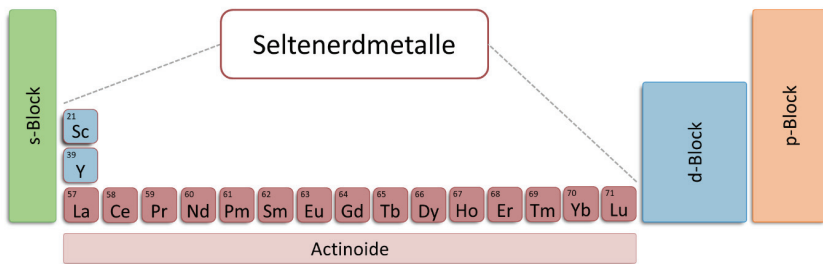 Seltenerdmetalle
s-Block
21
Sc
39
Y
57 58 59 60 61 62 63 64 65 66 67 68 69 70 71
La Ce Pr Nd Pm Sm Eu Gd Tb Dy Ho Er Tm Yb Lu
d-Block
p-Block
Actinoide